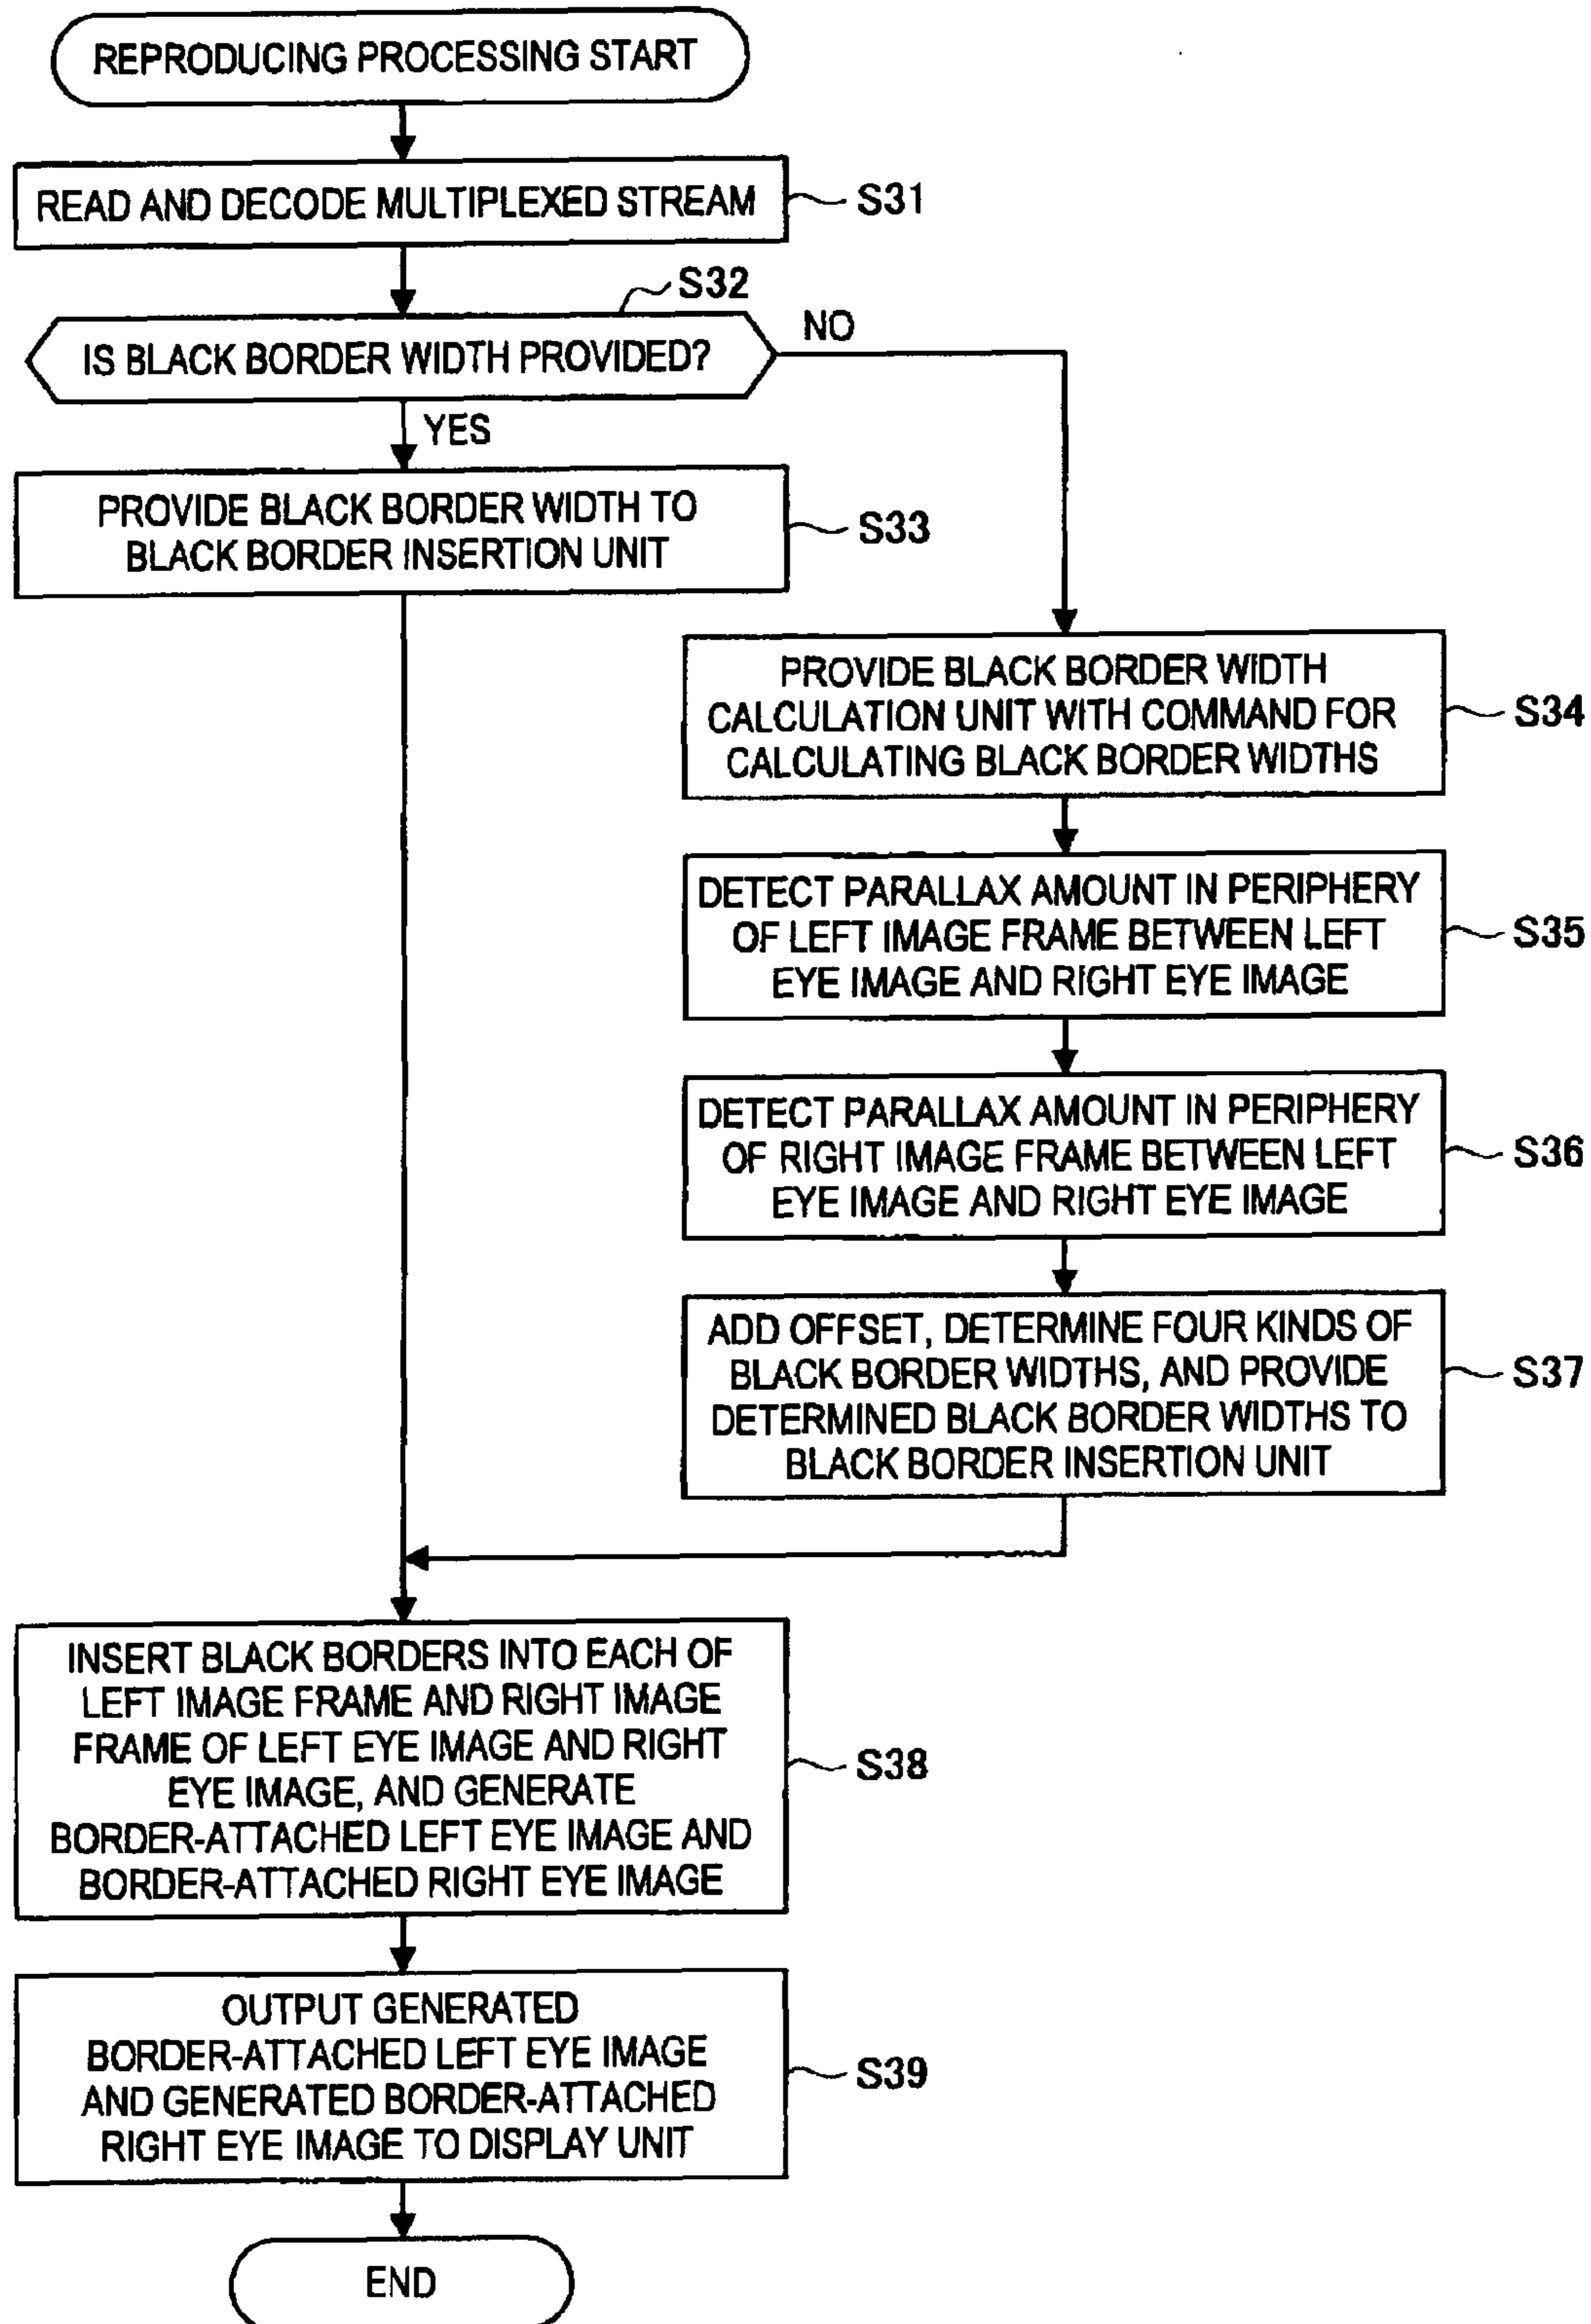 REPRODUCING PROCESSING START
READ AND DECODE MULTIPLEXED STREAM
S31
S32
IS BLACK BORDER WIDTH PROVIDED?
NO
YES
PROVIDE BLACK BORDER WIDTH TO
BLACK BORDER INSERTION UNIT
S33
PROVIDE BLACK BORDER WIDTH
CALCULATION UNIT WITH COMMAND FOR
CALCULATING BLACK BORDER WIDTHS
S34
DETECT PARALLAX AMOUNT IN PERIPHERY
OF LEFT IMAGE FRAME BETWEEN LEFT
EYE IMAGE AND RIGHT EYE IMAGE
S35
DETECT PARALLAX AMOUNT IN PERIPHERY
OF RIGHT IMAGE FRAME BETWEEN LEFT
EYE IMAGE AND RIGHT EYE IMAGE
S36
ADD OFFSET, DETERMINE FOUR KINDS OF
BLACK BORDER WIDTHS, AND PROVIDE
DETERMINED BLACK BORDER WIDTHS TO
BLACK BORDER INSERTION UNIT
S37
INSERT BLACK BORDERS INTO EACH OF
LEFT IMAGE FRAME AND RIGHT IMAGE
FRAME OF LEFT EYE IMAGE AND RIGHT
EYE IMAGE, AND GENERATE
BORDER-ATTACHED LEFT EYE IMAGE AND
BORDER-ATTACHED RIGHT EYE IMAGE
S38
OUTPUT GENERATED
BORDER-ATTACHED LEFT EYE IMAGE
AND GENERATED BORDER-ATTACHED
RIGHT EYE IMAGE TO DISPLAY UNIT
S39
END